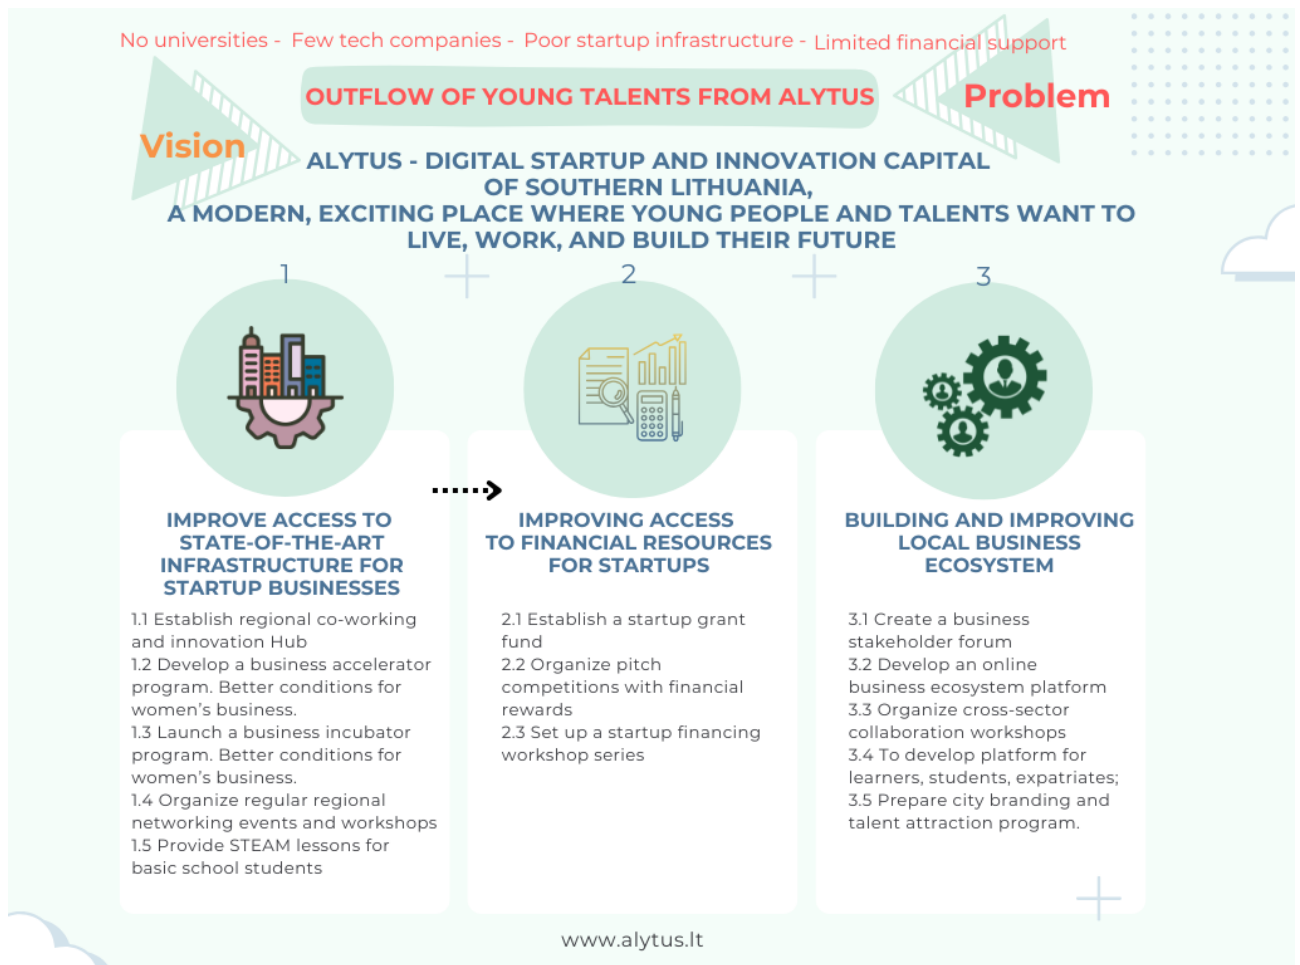 No universities - Few tech companies - Poor startup infrastructure - Limited financial support
OUTFLOW OF YOUNG TALENTS FROM ALYTUS
Problem
Vision
ALYTUS - DIGITAL STARTUP AND INNOVATION CAPITAL
OF SOUTHERN LITHUANIA,
A MODERN, EXCITING PLACE WHERE YOUNG PEOPLE AND TALENTS WANT TO
LIVE, WORK, AND BUILD THEIR FUTURE
1
IMPROVE ACCESS TO
STATE-OF-THE-ART
INFRASTRUCTURE FOR
STARTUP BUSINESSES
1.1 Establish regional co-working
and innovation Hub
1.2 Develop a business accelerator
program. Better conditions for
women's business.
1.3 Launch a business incubator
program. Better conditions for
women's business.
1.4 Organize regular regional
networking events and workshops
1.5 Provide STEAM lessons for
basic school students
2
IMPROVING ACCESS
TO FINANCIAL RESOURCES
FOR STARTUPS
2.1 Establish a startup grant
fund
2.2 Organize pitch
competitions with financial
rewards
2.3 Set up a startup financing
workshop series
3
BUILDING AND IMPROVING
LOCAL BUSINESS
ECOSYSTEM
3.1 Create a business
stakeholder forum
3.2 Develop an online
business ecosystem platform
3.3 Organize cross-sector
collaboration workshops
3.4 To develop platform for
learners, students, expatriates;
3.5 Prepare city branding and
talent attraction program.
www.alytus.lt